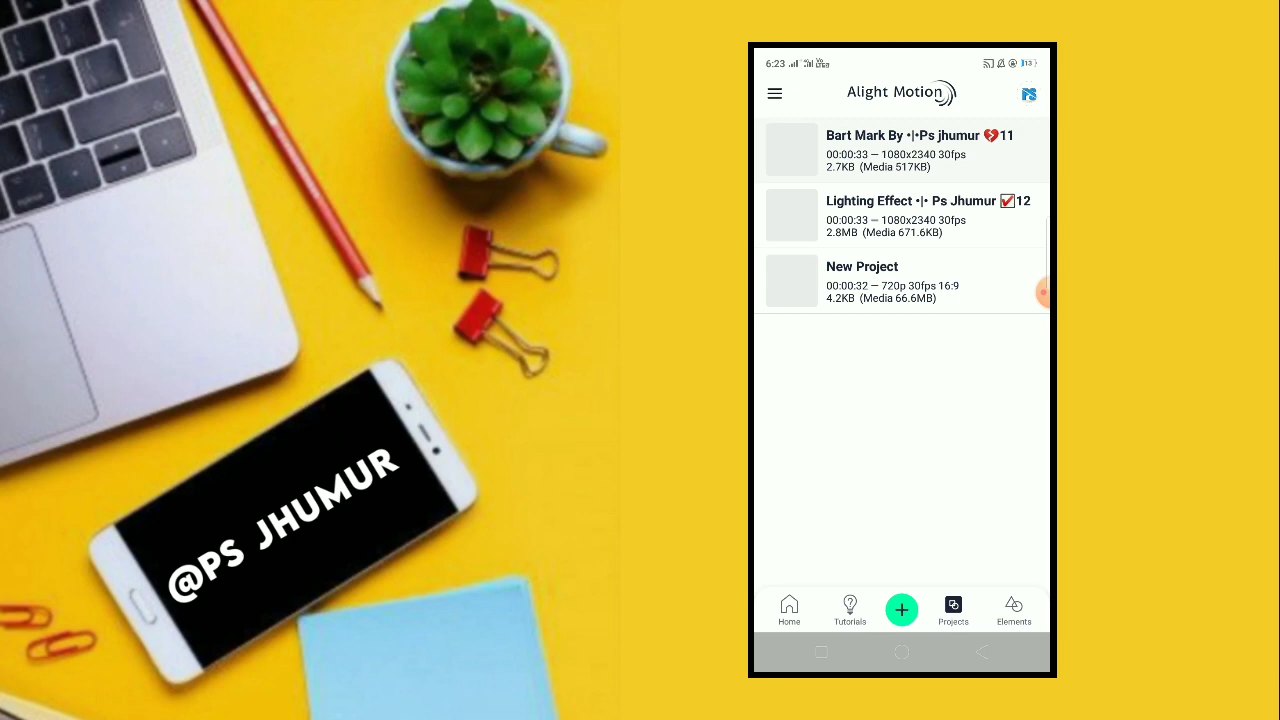 @PS JHUMUR
6:23
13
Alight Motion
PS
Bart Mark By •|•Ps jhumur 💔11
00:00:33 — 1080x2340 30fps
2.7KB (Media 517KB)
Lighting Effect •|• Ps Jhumur ☑12
00:00:33 — 1080x2340 30fps
2.8MB (Media 671.6KB)
New Project
00:00:32 — 720p 30fps 16:9
4.2KB (Media 66.6MB)
Home
Tutorials
+
Projects
Elements